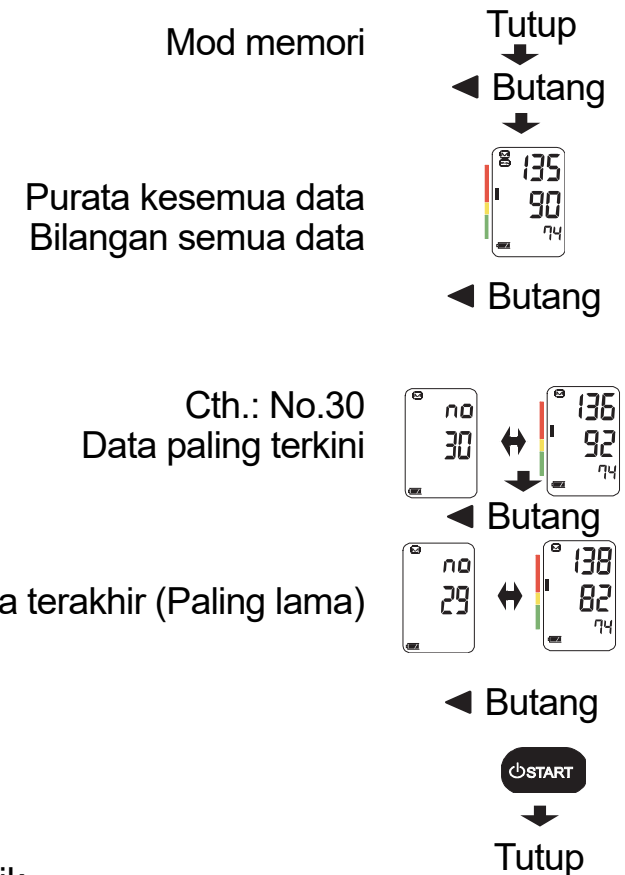 Mod memori
Tutup
◄ Butang
Purata kesemua data
Bilangan semua data
135
90
74
◄ Butang
Cth.: No.30
Data paling terkini
no
30
136
92
74
◄ Butang
terakhir (Paling lama)
no
29
138
82
74
◄ Butang
START
Tutup